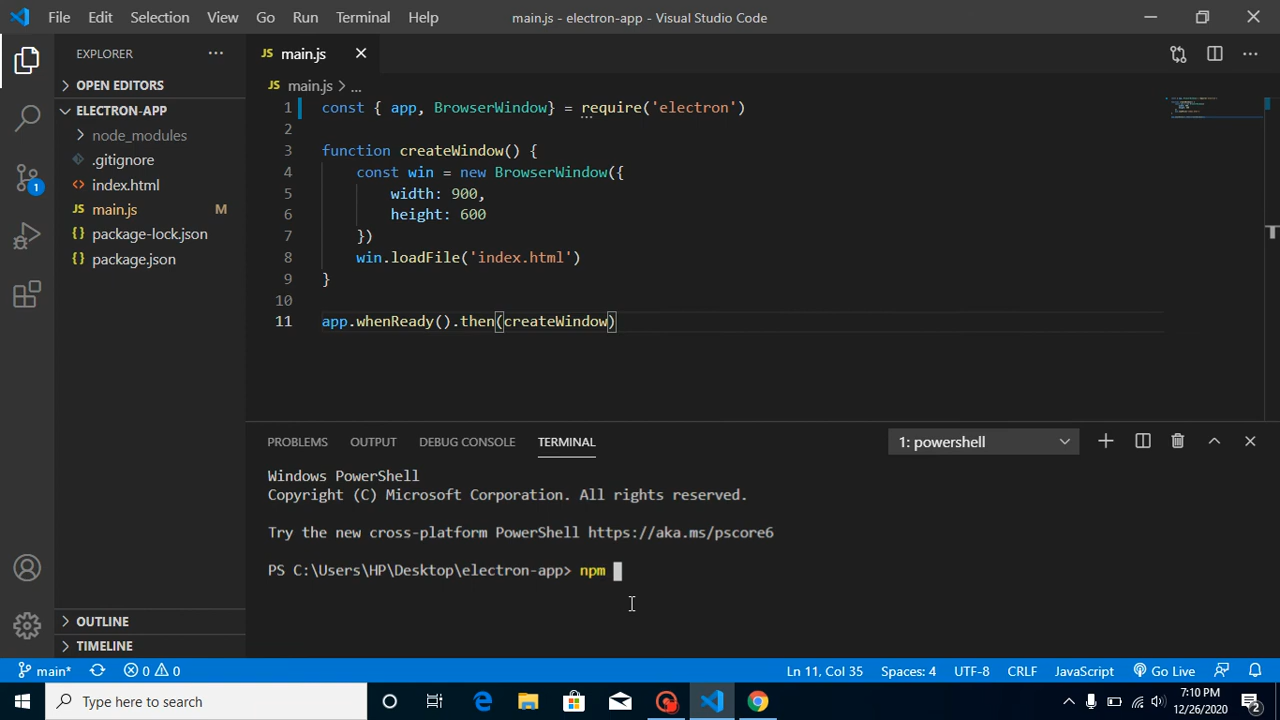 File Edit Selection View Go Run Terminal Help
main.js - electron-app - Visual Studio Code
EXPLORER
OPEN EDITORS
ELECTRON-APP
node_modules
.gitignore
index.html
JS main.js M
package-lock.json
package.json
OUTLINE
TIMELINE
1
JS main.js
JS main.js > ...
1 const { app, BrowserWindow} = require('electron')
2
3 function createWindow() {
4 const win = new BrowserWindow({
5 width: 900,
6 height: 600
7 })
8 win.loadFile('index.html')
9 }
10
11 app.whenReady().then(createWindow)
PROBLEMS OUTPUT DEBUG CONSOLE TERMINAL 1: powershell
Windows PowerShell
Copyright (C) Microsoft Corporation. All rights reserved.
Try the new cross-platform PowerShell https://aka.ms/pscore6
PS C:\Users\HP\Desktop\electron-app> npm
main* 0 0 Ln 11, Col 35 Spaces: 4 UTF-8 CRLF JavaScript Go Live
Type here to search
7:10 PM
12/26/2020
2